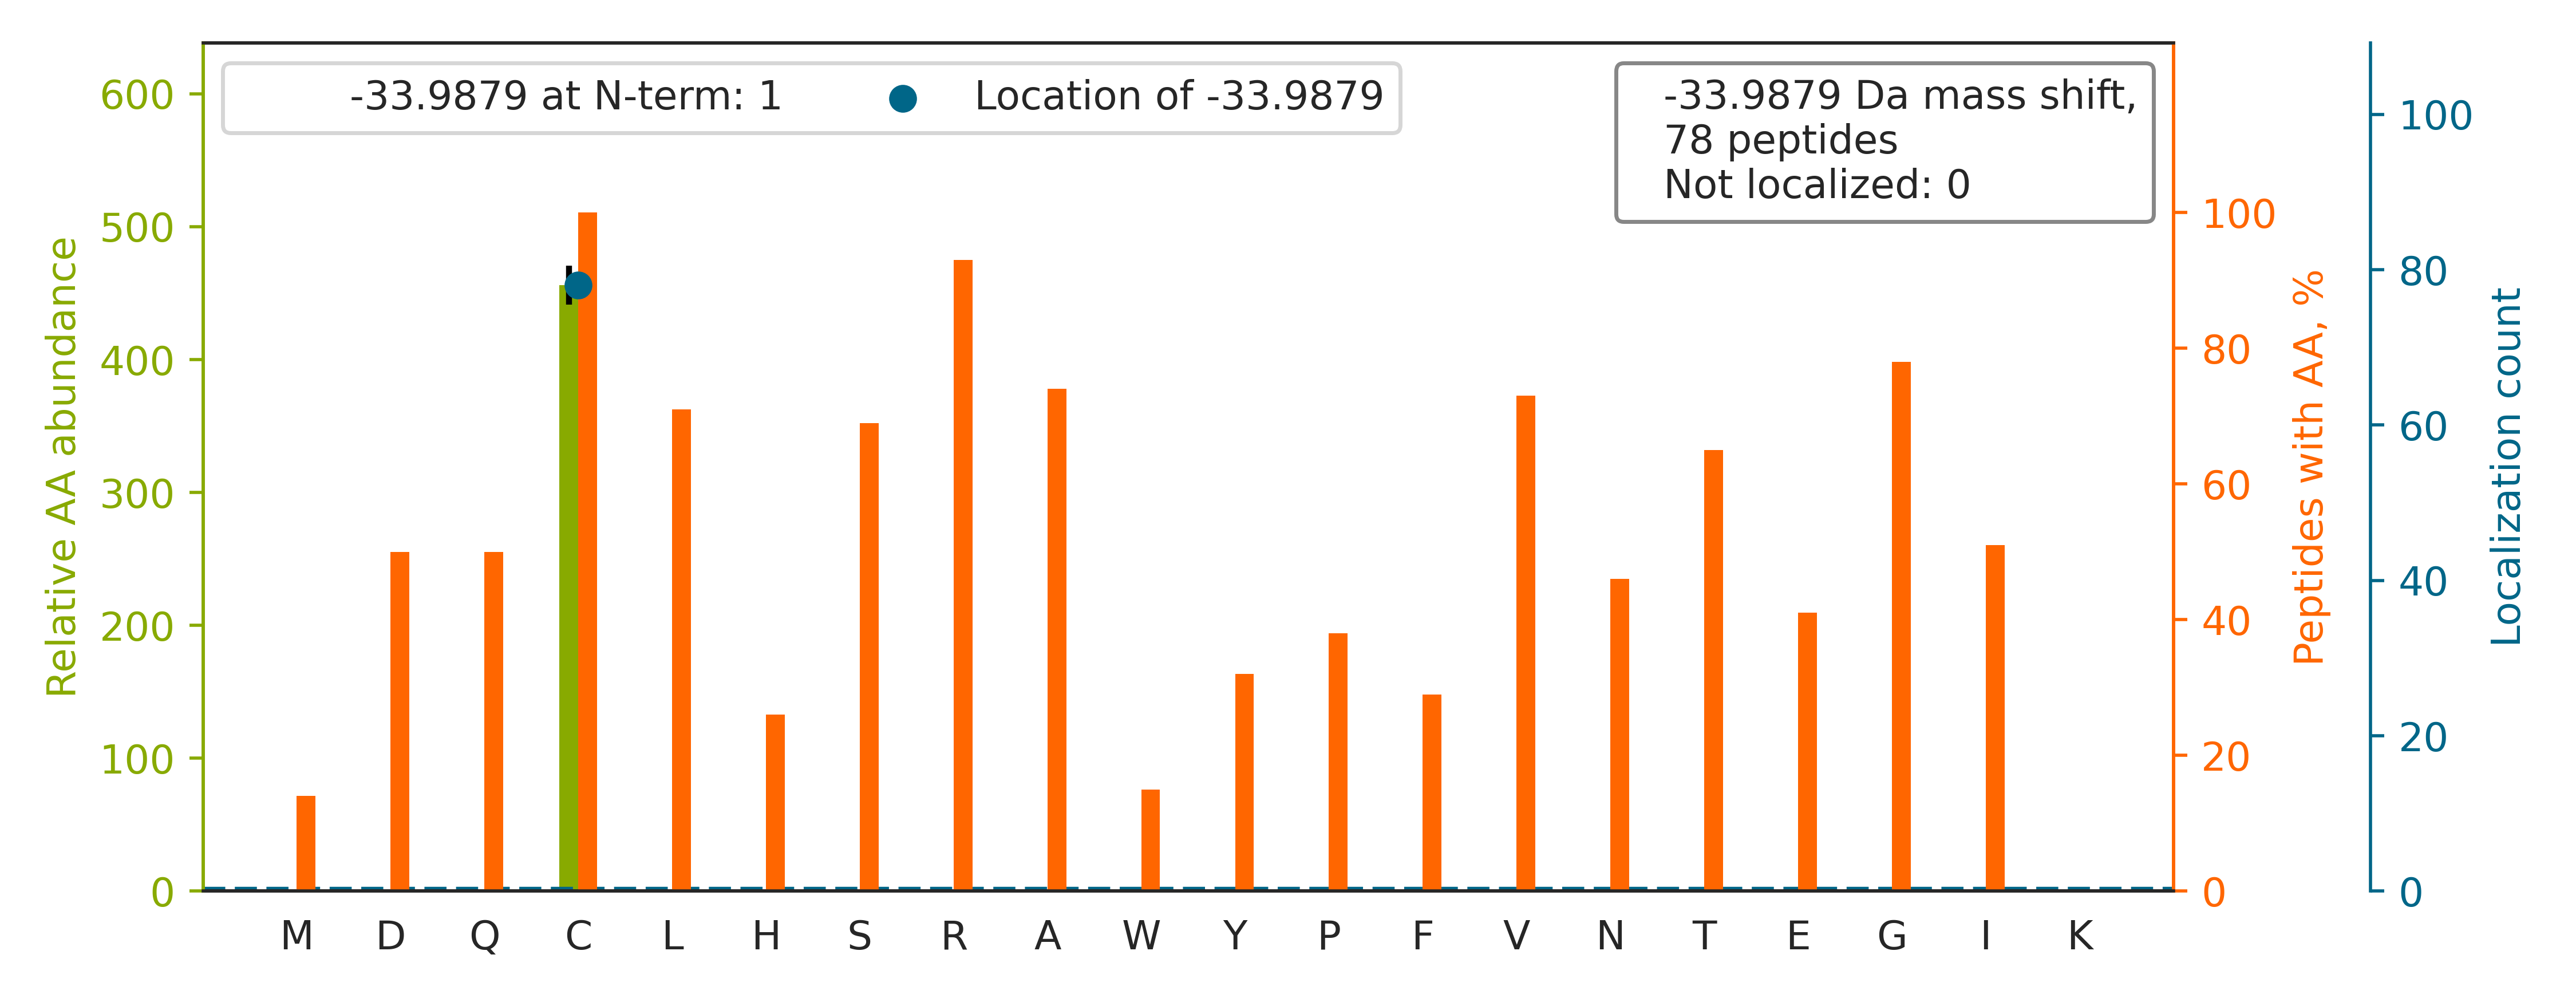 -33.9879 at N-term: 1
Location of -33.9879
-33.9879 Da mass shift,
78 peptides
Not localized: 0
Relative AA abundance
600
500
400
300
200
100
0
Peptides with AA, %
100
80
60
40
20
0
Localization count
100
80
60
40
20
0
M D Q C L H S R A W Y P F V N T E G I K